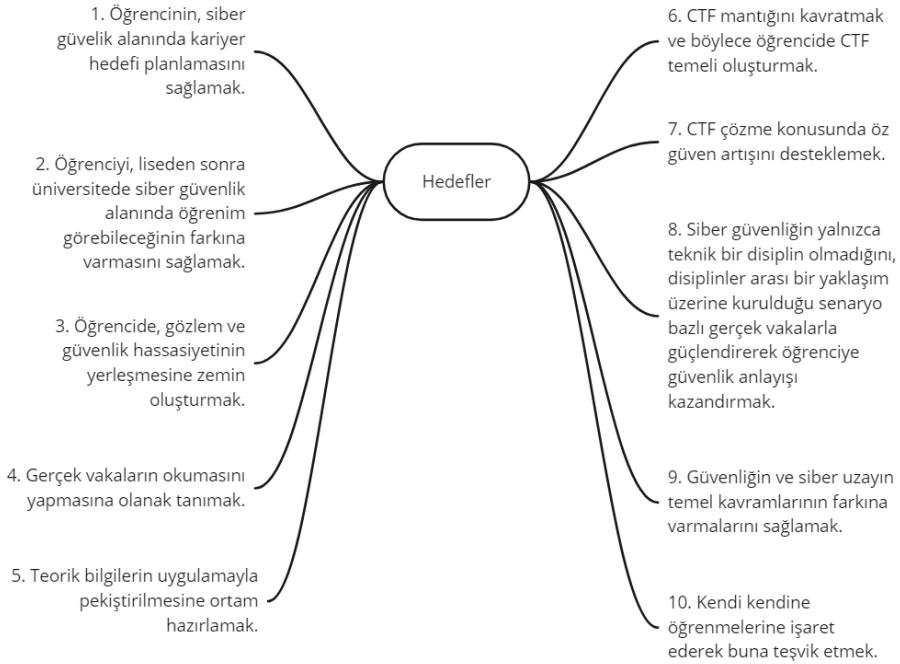 Hedefler
1. Öğrencinin, siber
güvelik alanında kariyer
hedefi planlamasını
sağlamak.
2. Öğrenciyi, liseden sonra
üniversitede siber güvenlik
alanında öğrenim
görebileceğinin farkına
varmasını sağlamak.
3. Öğrencide, gözlem ve
güvenlik hassasiyetinin
yerleşmesine zemin
oluşturmak.
4. Gerçek vakaların okumasını
yapmasına olanak tanımak.
5. Teorik bilgilerin uygulamayla
pekiştirilmesine ortam
hazırlamak.
6. CTF mantığını kavratmak
ve böylece öğrencide CTF
temeli oluşturmak.
7. CTF çözme konusunda öz
güven artışını desteklemek.
8. Siber güvenliğin yalnızca
teknik bir disiplin olmadığını,
disiplinler arası bir yaklaşım
üzerine kurulduğu senaryo
bazlı gerçek vakalarla
güçlendirerek öğrenciye
güvenlik anlayışı
kazandırmak.
9. Güvenliğin ve siber uzayın
temel kavramlarının farkına
varmalarını sağlamak.
10. Kendi kendine
öğrenmelerine işaret
ederek buna teşvik etmek.